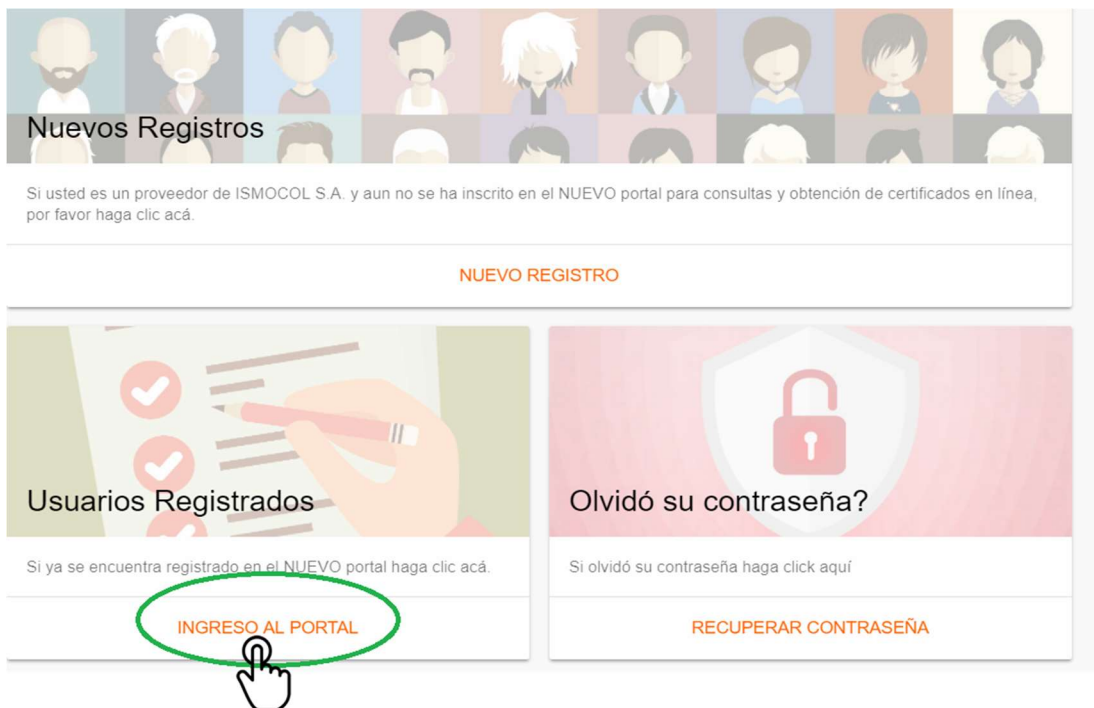 Nuevos Registros
Si usted es un proveedor de ISMOCOL S.A. y aun no se ha inscrito en el NUEVO portal para consultas y obtención de certificados en línea,
por favor haga clic acá.
NUEVO REGISTRO
Usuarios Registrados
Si ya se encuentra registrado en el NUEVO portal haga clic acá.
INGRESO AL PORTAL
Olvidó su contraseña?
Si olvidó su contraseña haga click aquí
RECUPERAR CONTRASEÑA